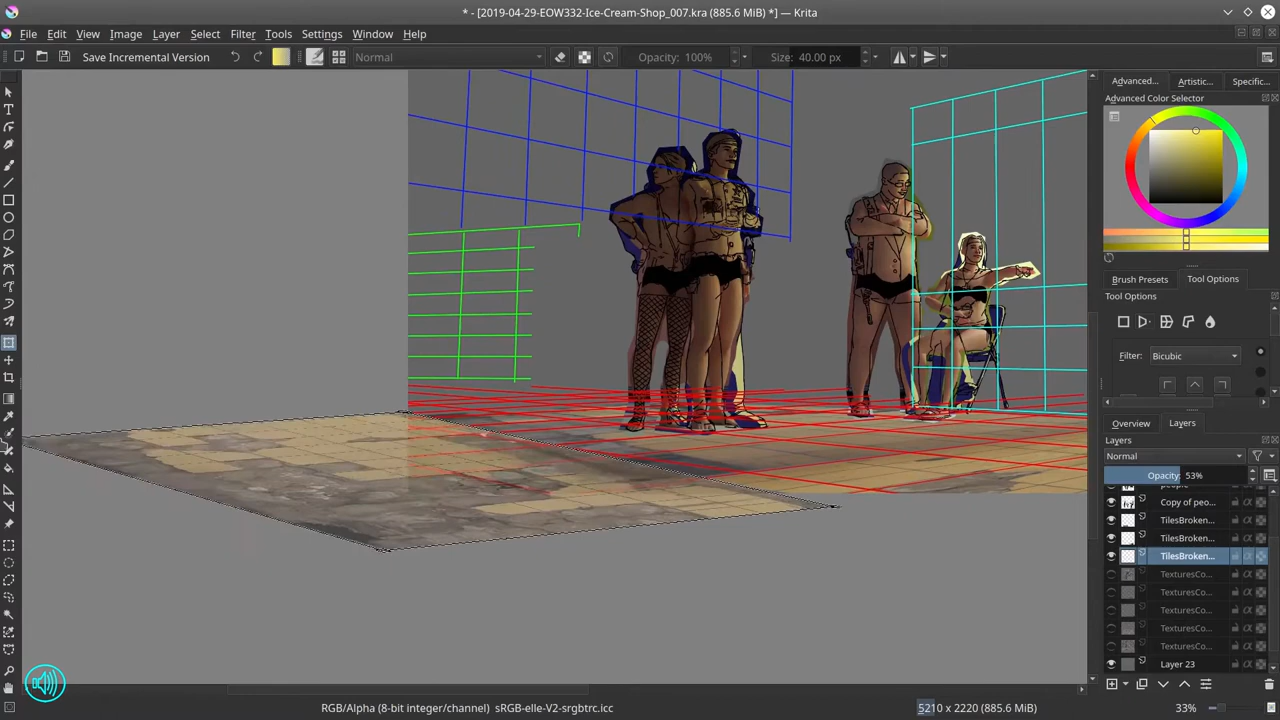 * - [2019-04-29-EOW332-Ice-Cream-Shop_007.kra (885.6 MiB) *] — Krita
File Edit View Image Layer Select Filter Tools Settings Window Help
Save Incremental Version Normal Opacity: 100% Size: 40.00 px
Advanced... Artistic... Specific...
Advanced Color Selector
Brush Presets Tool Options
Tool Options
Filter: Bicubic
Overview Layers
Layers
Normal
Opacity: 53%
Copy of peo...
TilesBroken...
TilesBroken...
TilesBroken...
TexturesCo...
TexturesCo...
TexturesCo...
TexturesCo...
TexturesCo...
Layer 23
RGB/Alpha (8-bit integer/channel) sRGB-elle-V2-srgbtrc.icc 5210 x 2220 (885.6 MiB) 33%